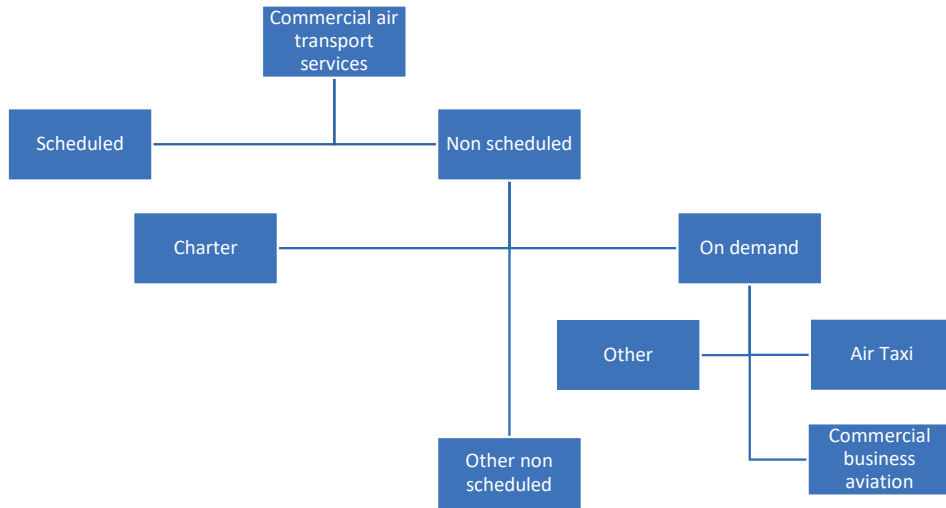 Commercial air
transport
services
Scheduled
Non scheduled
Charter
On demand
Other
Air Taxi
Other non
scheduled
Commercial
business
aviation